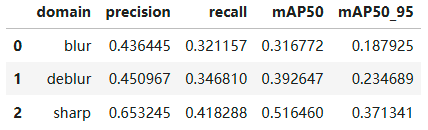 domain precision recall mAP50 mAP50_95
0 blur 0.436445 0.321157 0.316772 0.187925
1 deblur 0.450967 0.346810 0.392647 0.234689
2 sharp 0.653245 0.418288 0.516460 0.371341